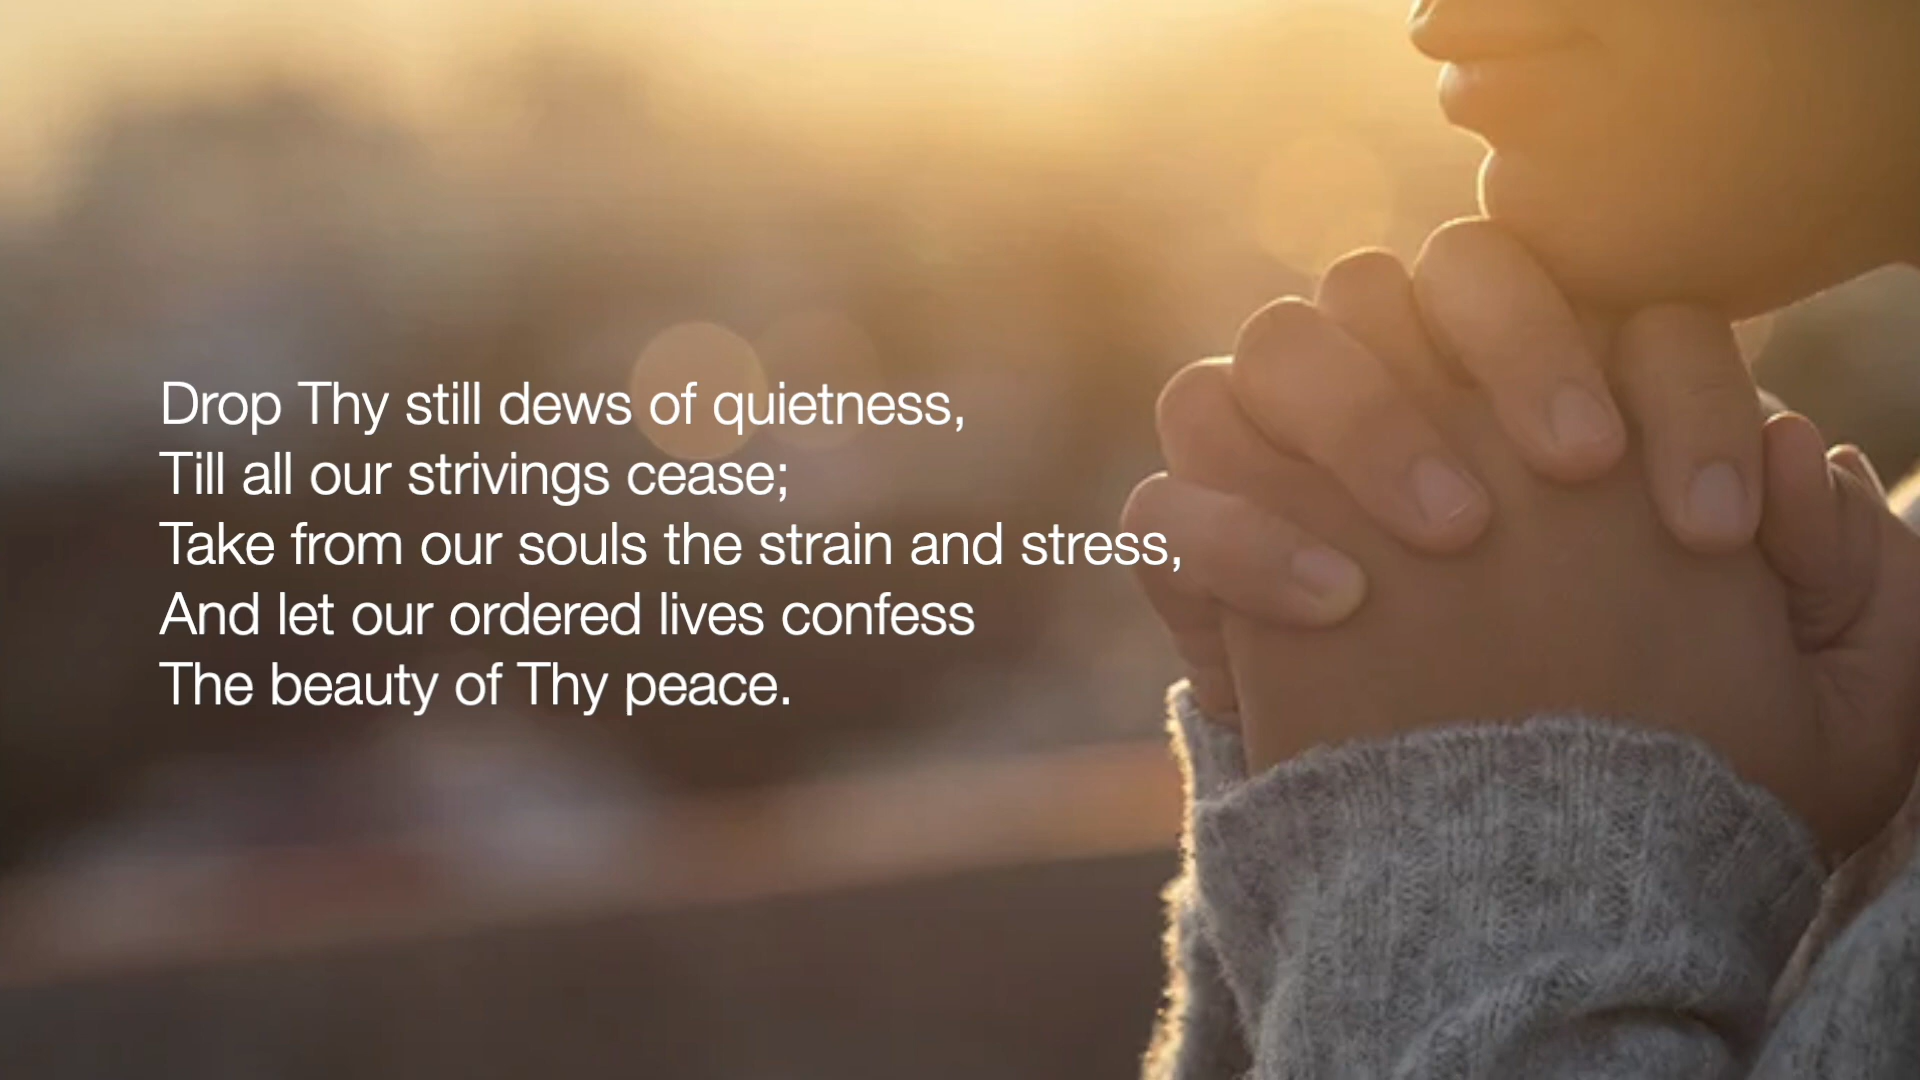 Drop Thy still dews of quietness,
Till all our strivings cease;
Take from our souls the strain and stress,
And let our ordered lives confess
The beauty of Thy peace.